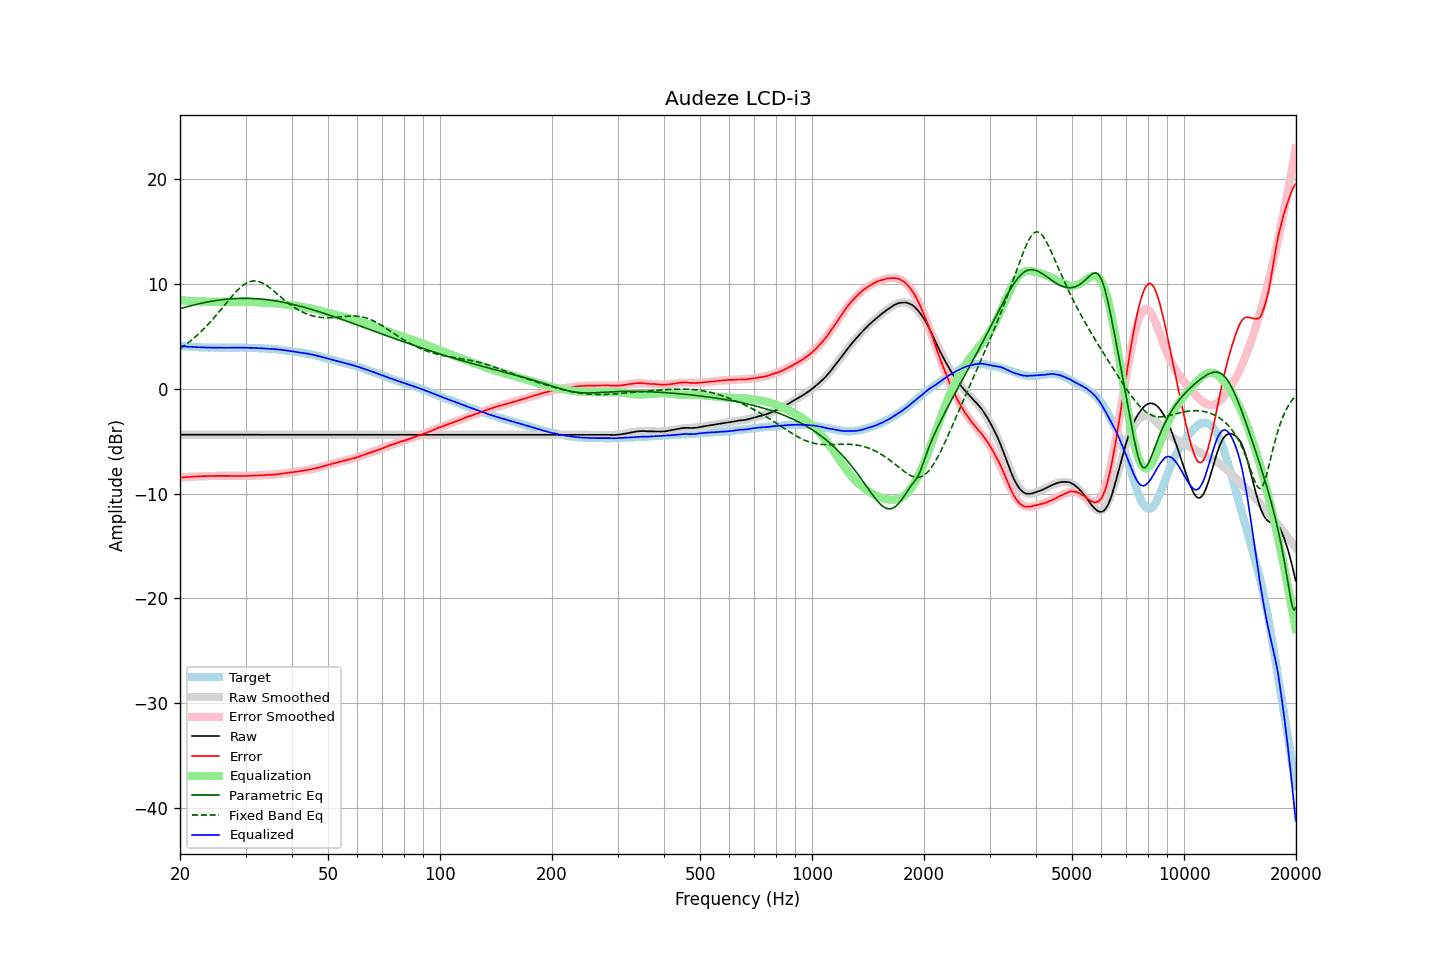 Audeze LCD-i3
Amplitude (dBr)
20
10
0
−10
−20
−30
−40
Target
Raw Smoothed
Error Smoothed
Raw
Error
Equalization
Parametric Eq
Fixed Band Eq
Equalized
20 50 100 200 500 1000 2000 5000 10000 20000
Frequency (Hz)